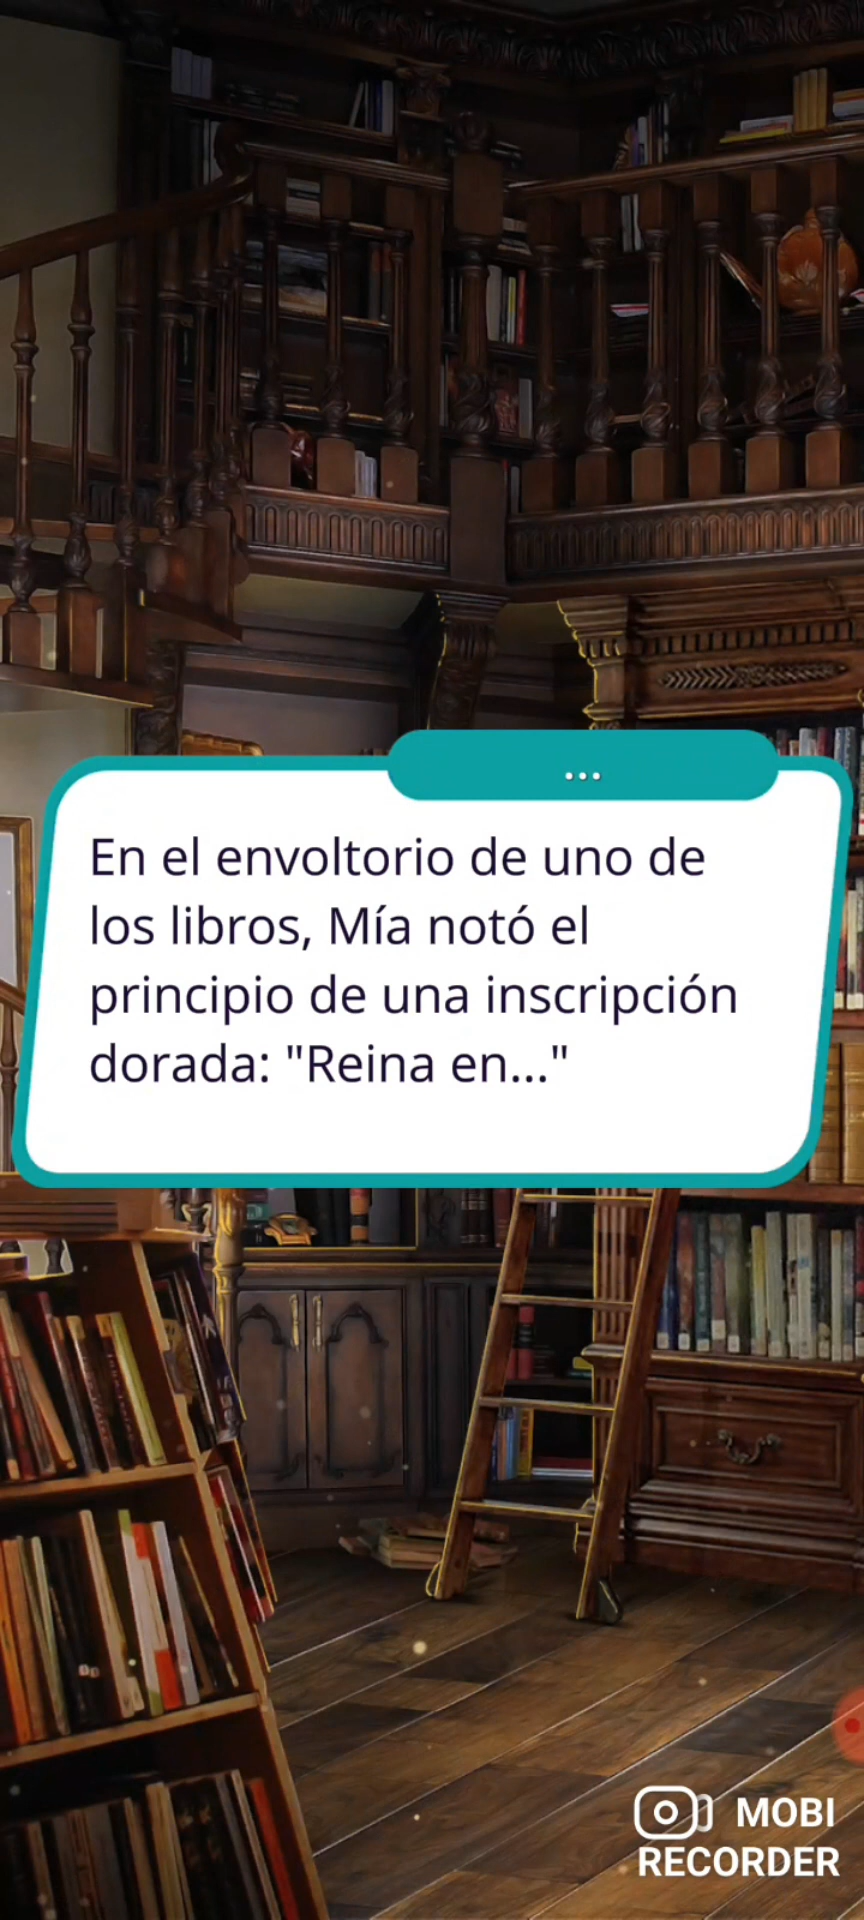 ...
En el envoltorio de uno de
los libros, Mía notó el
principio de una inscripción
dorada: "Reina en..."
MOBI
RECORDER